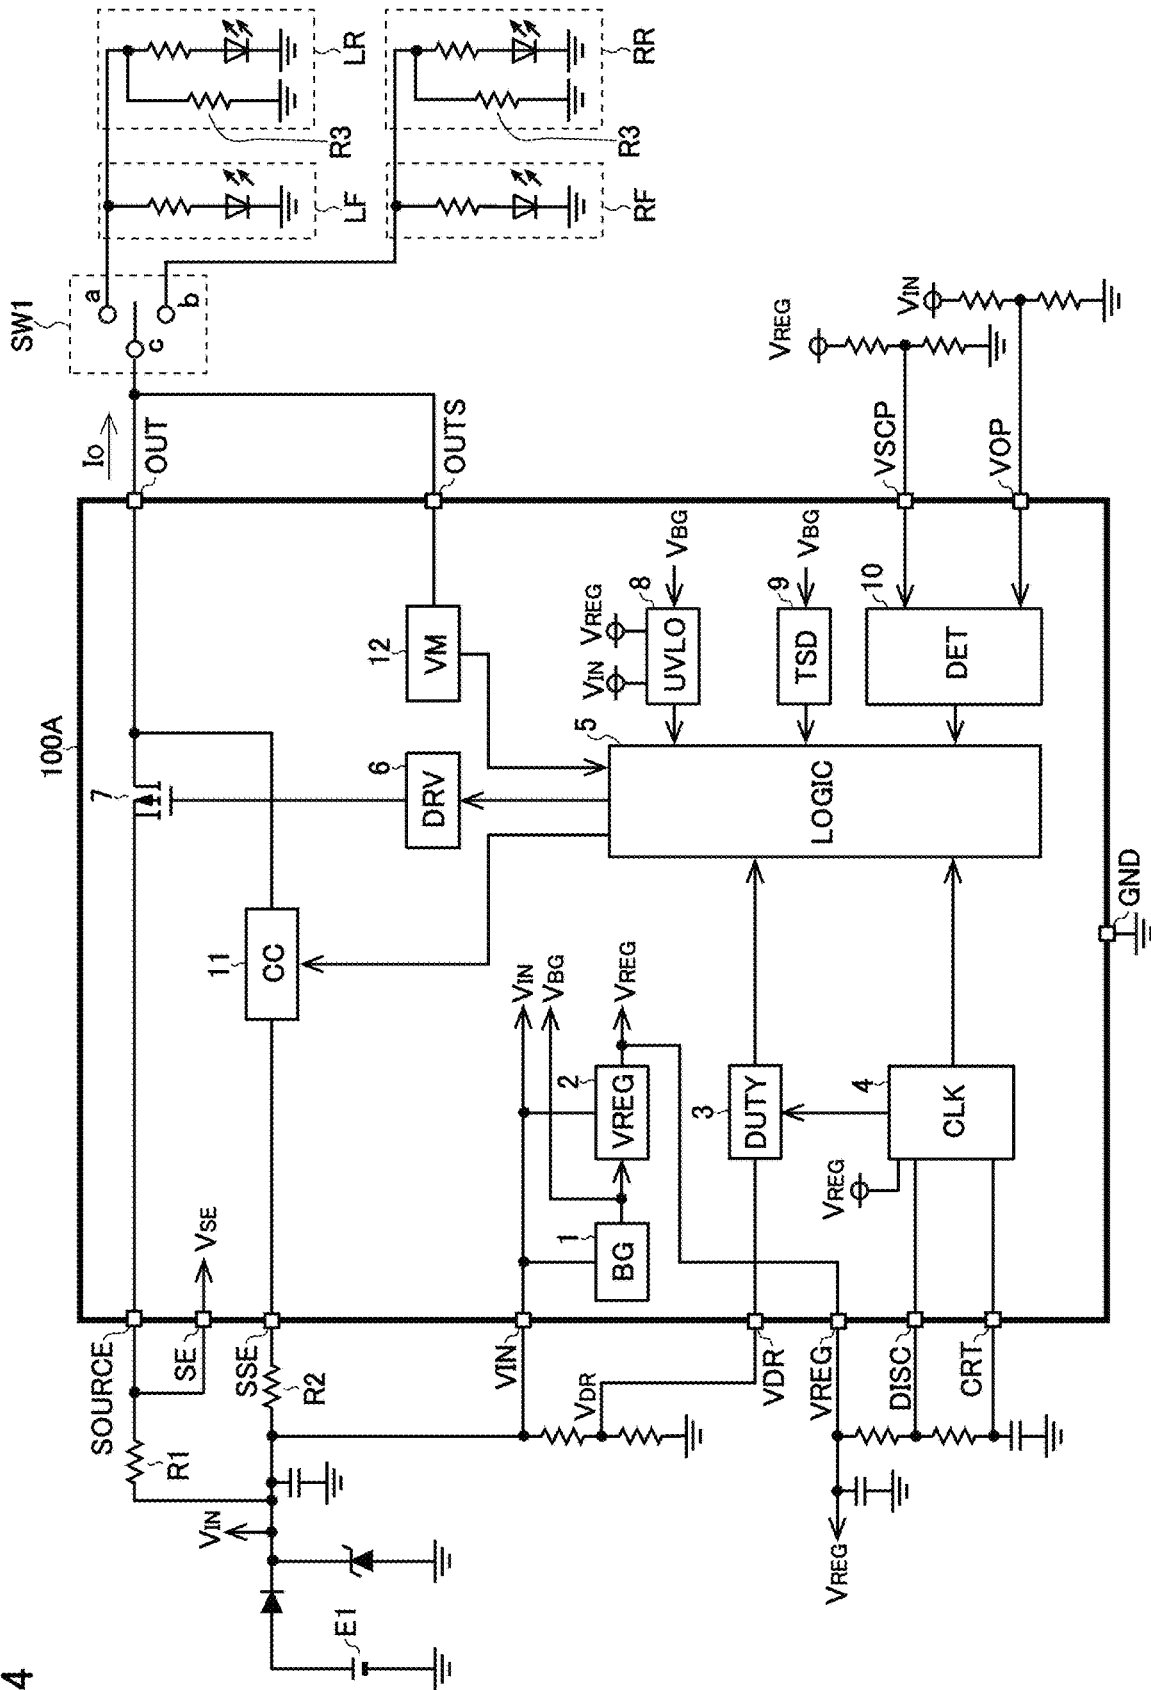 4
SW1
a
b
c
LF
LR
R3
RF
RR
R3
100A
Io
OUT
OUTS
VSCP
VREG
VOP
VIN
7
11
CC
6
DRV
12
VM
5
LOGIC
8
UVLO
VIN
VREG
VBG
9
TSD
VBG
10
DET
SOURCE
R1
SE
VSE
SSE
R2
VIN
E1
VIN
VIN
VBG
VREG
1
BG
2
VREG
3
DUTY
4
CLK
VREG
VDR
VDR
VREG
VREG
DISC
CRT
GND